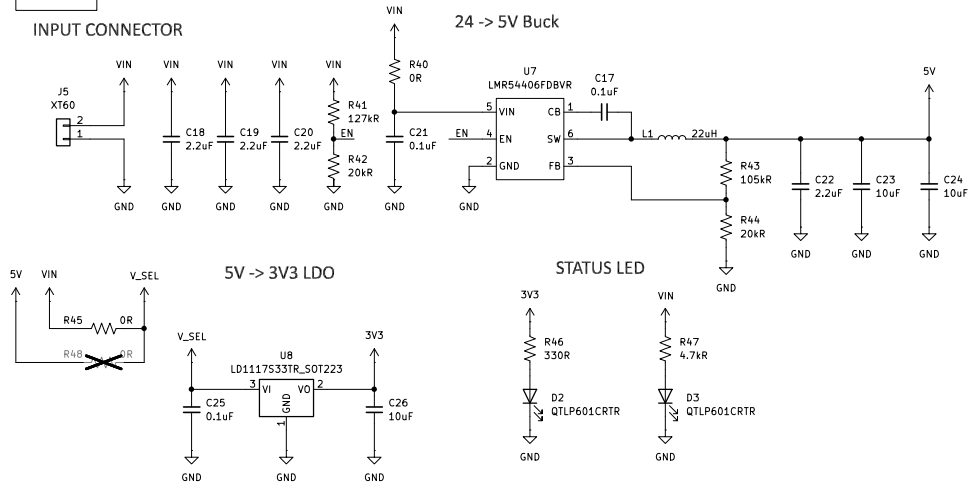 INPUT CONNECTOR
24 -> 5V Buck
J5
XT60
2
1
VIN
GND
VIN
C18
2.2uF
GND
VIN
C19
2.2uF
GND
VIN
C20
2.2uF
GND
VIN
R41
127kR
EN
R42
20kR
GND
VIN
R40
0R
C21
0.1uF
GND
U7
LMR54406FDBVR
5 VIN
CB 1
EN 4 EN
SW 6
2 GND
FB 3
GND
C17
0.1uF
L1 22uH
5V
R43
105kR
R44
20kR
GND
C22
2.2uF
GND
C23
10uF
GND
C24
10uF
GND
5V
VIN
V_SEL
R45 0R
R48 0R
5V -> 3V3 LDO
V_SEL
C25
0.1uF
GND
U8
LD1117S33TR_SOT223
3 VI
VO 2
GND
1
GND
3V3
C26
10uF
GND
STATUS LED
3V3
R46
330R
D2
QTLP601CRTR
GND
VIN
R47
4.7kR
D3
QTLP601CRTR
GND